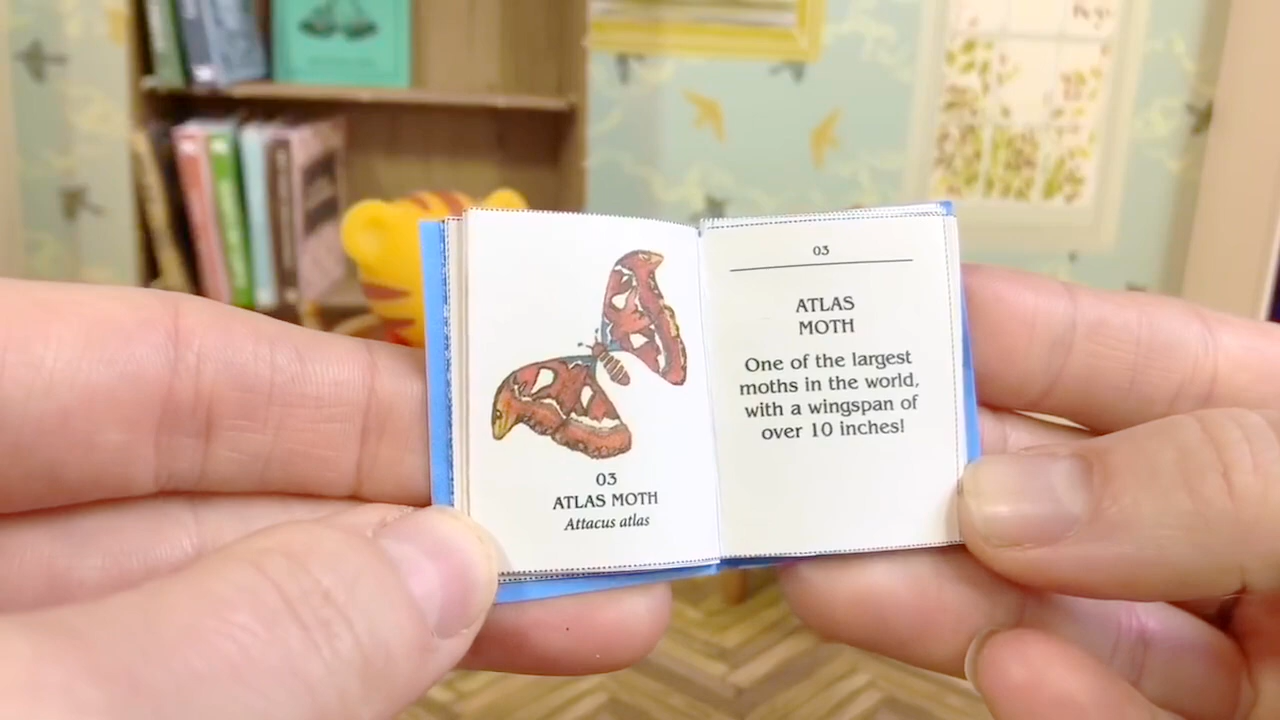 03
ATLAS MOTH
Attacus atlas
03
ATLAS
MOTH
One of the largest
moths in the world,
with a wingspan of
over 10 inches!